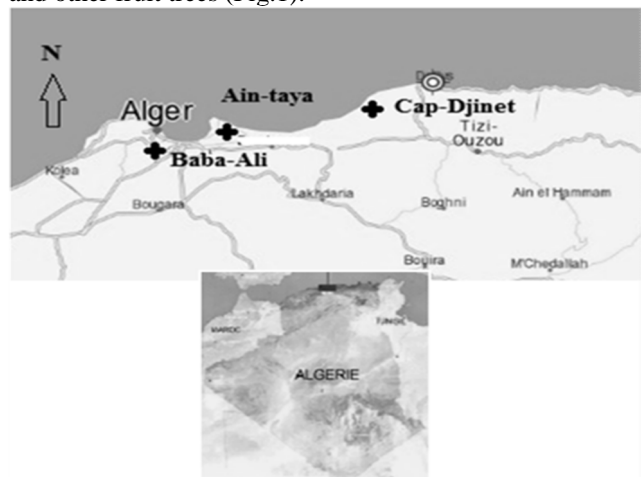 and other fruit trees (Fig.1).
N
Ain-taya
Alger
Cap-Djinet
Tizi-
Ouzou
Baba-Ali
Kolea
Lakhdaria
Bougara
Boghni
Ain el Hammam
Bouira
M'Chedallah
MAROC
ALGERIE